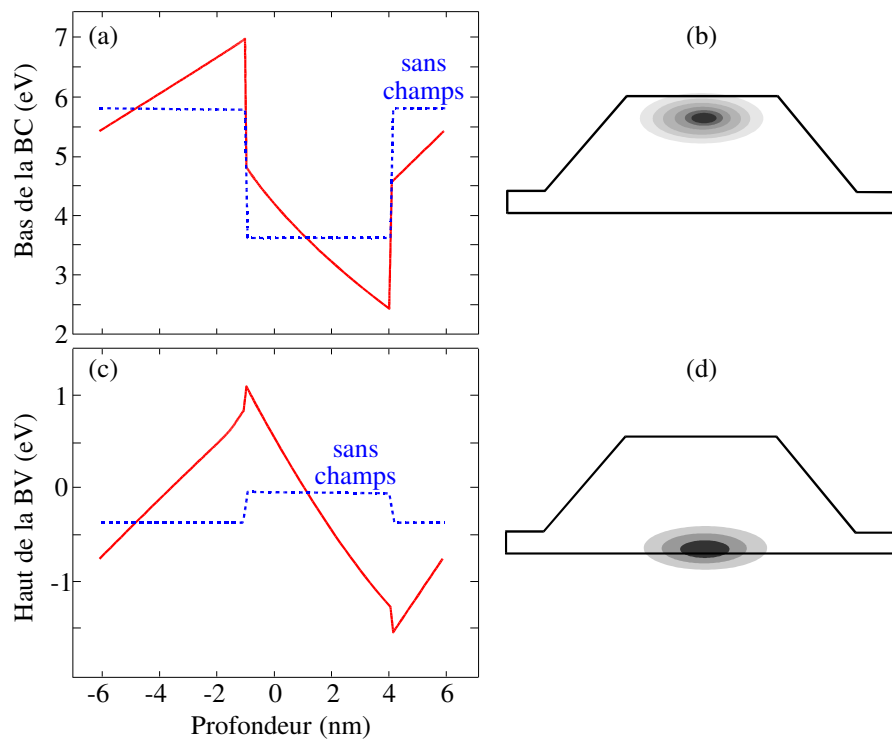 (a)
(b)
Bas de la BC (eV)
7
6
5
4
3
2
sans
champs
(c)
(d)
Haut de la BV (eV)
1
0
-1
sans
champs
-6 -4 -2 0 2 4 6
Profondeur (nm)